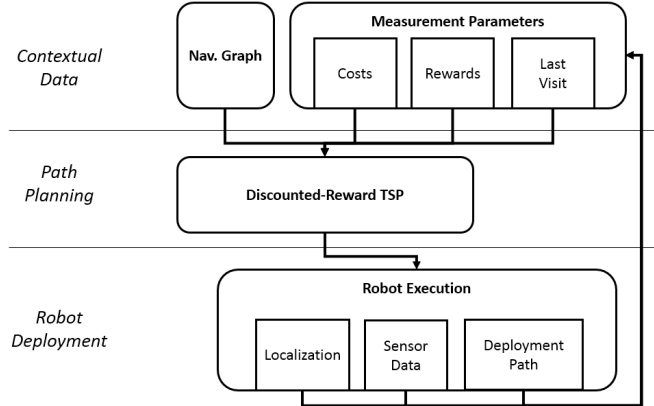 Contextual
Data
Nav. Graph
Measurement Parameters
Costs
Rewards
Last
Visit
Path
Planning
Discounted-Reward TSP
Robot
Deployment
Robot Execution
Localization
Sensor
Data
Deployment
Path